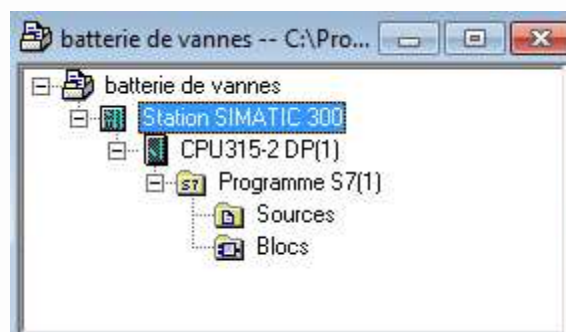 batterie de vannes -- C:\Pro...
batterie de vannes
Station SIMATIC 300
CPU315-2 DP(1)
S7 Programme S7(1)
Sources
Blocs